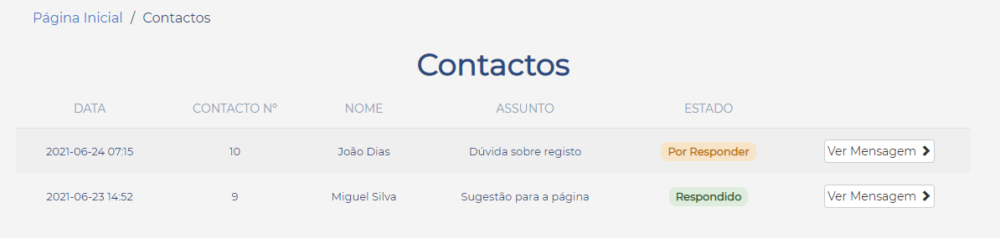 Página Inicial / Contactos
Contactos
DATA CONTACTO Nº NOME ASSUNTO ESTADO
2021-06-24 07:15 10 João Dias Dúvida sobre registo Por Responder Ver Mensagem
2021-06-23 14:52 9 Miguel Silva Sugestão para a página Respondido Ver Mensagem